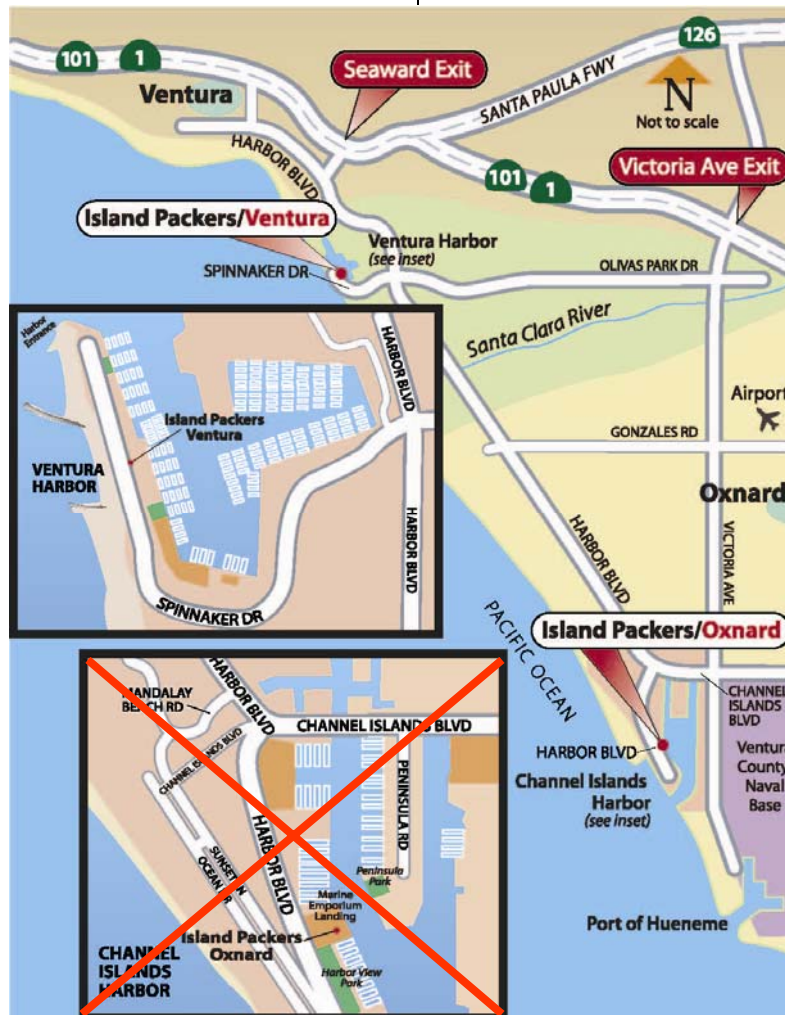 101
1
126
Seaward Exit
Ventura
SANTA PAULA FWY
N
Not to scale
HARBOR BLVD
101
1
Victoria Ave Exit
Island Packers/Ventura
Ventura Harbor
(see inset)
SPINNAKER DR
OLIVAS PARK DR
Santa Clara River
Harbor
Entrance
HARBOR BLVD
Airport
Island Packers
Ventura
GONZALES RD
VENTURA
HARBOR
Oxnard
HARBOR BLVD
HARBOR BLVD
VICTORIA AVE
SPINNAKER DR
PACIFIC OCEAN
Island Packers/Oxnard
MANDALAY
BEACH RD
HARBOR BLVD
CHANNEL ISLANDS BLVD
CHANNEL
ISLANDS
BLVD
CHANNEL ISLANDS BLVD
PENINSULA RD
HARBOR BLVD
Ventura
County
Naval
Base
Channel Islands
Harbor
(see inset)
HARBOR BLVD
SUNSET LN
OCEAN DR
Peninsula
Park
Marine
Emporium
Landing
Island Packers
Oxnard
Port of Hueneme
CHANNEL
ISLANDS
HARBOR
Harbor View Park